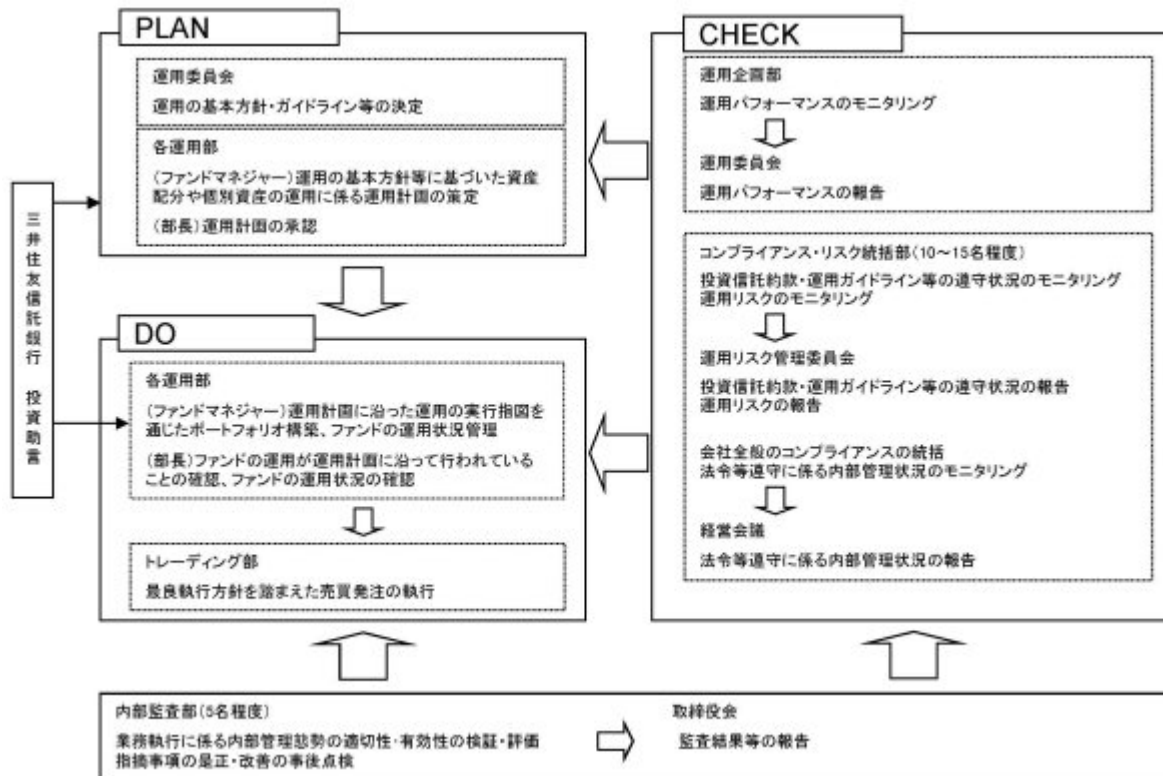 PLAN
運用委員会
運用の基本方針・ガイドライン等の決定
各運用部
(ファンドマネジャー)運用の基本方針等に基づいた資産
配分や個別資産の運用に係る運用計画の策定
(部長)運用計画の承認
三井住友信託銀行 投資助言
DO
各運用部
(ファンドマネジャー)運用計画に沿った運用の実行指図を
通じたポートフォリオ構築、ファンドの運用状況管理
(部長)ファンドの運用が運用計画に沿って行われている
ことの確認、ファンドの運用状況の確認
トレーディング部
最良執行方針を踏まえた売買発注の執行
CHECK
運用企画部
運用パフォーマンスのモニタリング
運用委員会
運用パフォーマンスの報告
コンプライアンス・リスク統括部(10~15名程度)
投資信託約款・運用ガイドライン等の遵守状況のモニタリング
運用リスクのモニタリング
運用リスク管理委員会
投資信託約款・運用ガイドライン等の遵守状況の報告
運用リスクの報告
会社全般のコンプライアンスの統括
法令等遵守に係る内部管理状況のモニタリング
経営会議
法令等遵守に係る内部管理状況の報告
内部監査部(5名程度)
業務執行に係る内部管理態勢の適切性・有効性の検証・評価
指摘事項の是正・改善の事後点検
取締役会
監査結果等の報告